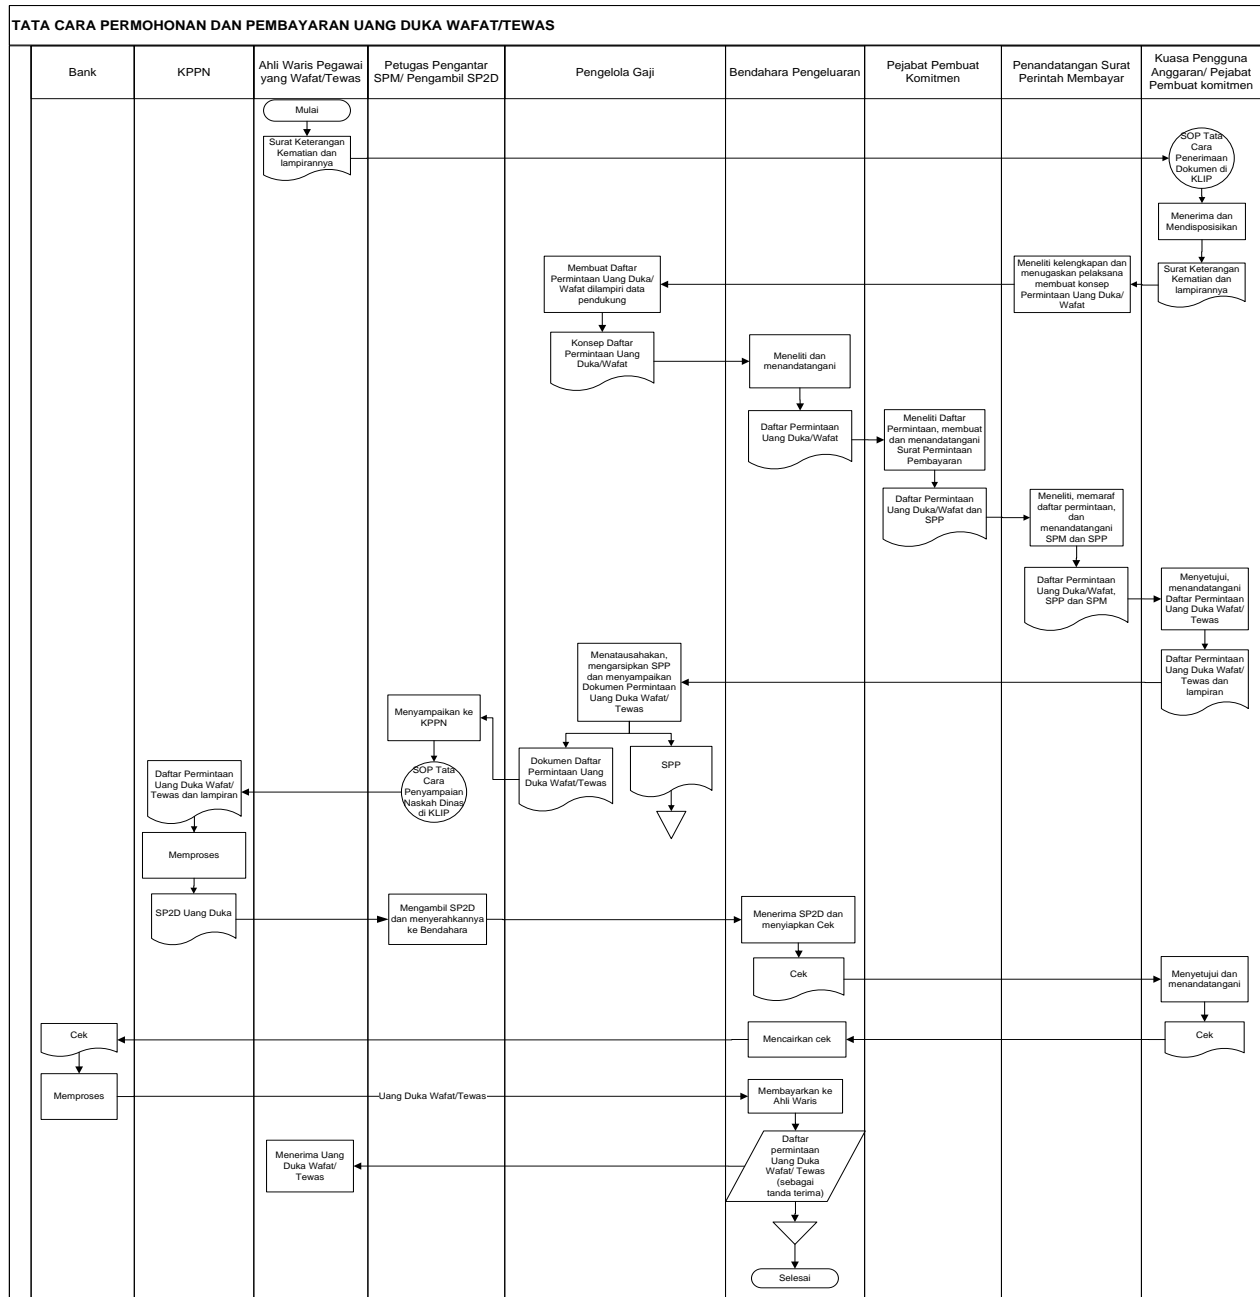 TATA CARA PERMOHONAN DAN PEMBAYARAN UANG DUKA WAFAT/TEWAS
Bank
KPPN
Ahli Waris Pegawai
yang Wafat/Tewas
Petugas Pengantar
SPM/ Pengambil SP2D
Pengelola Gaji
Bendahara Pengeluaran
Pejabat Pembuat
Komitmen
Penandatangan Surat
Perintah Membayar
Kuasa Pengguna
Anggaran/ Pejabat
Pembuat komitmen
Mulai
Surat Keterangan
Kematian dan
lampirannya
SOP Tata
Cara
Penerimaan
Dokumen di
KLIP
Menerima dan
Mendisposisikan
Surat Keterangan
Kematian dan
lampirannya
Meneliti kelengkapan dan
menugaskan pelaksana
membuat konsep
Permintaan Uang Duka/
Wafat
Membuat Daftar
Permintaan Uang Duka/
Wafat dilampiri data
pendukung
Konsep Daftar
Permintaan Uang
Duka/Wafat
Meneliti dan
menandatangani
Daftar Permintaan
Uang Duka/Wafat
Meneliti Daftar
Permintaan, membuat
dan menandatangani
Surat Permintaan
Pembayaran
Daftar Permintaan
Uang Duka/Wafat dan
SPP
Meneliti, memaraf
daftar permintaan,
dan
menandatangani
SPM dan SPP
Daftar Permintaan
Uang Duka/Wafat,
SPP dan SPM
Menyetujui,
menandatangani
Daftar Permintaan
Uang Duka Wafat/
Tewas
Daftar Permintaan
Uang Duka Wafat/
Tewas dan
lampiran
Menatausahakan,
mengarsipkan SPP
dan menyampaikan
Dokumen Permintaan
Uang Duka Wafat/
Tewas
Dokumen Daftar
Permintaan Uang
Duka Wafat/Tewas
SPP
Menyampaikan ke
KPPN
SOP Tata
Cara
Penyampaian
Naskah Dinas
di KLIP
Daftar Permintaan
Uang Duka Wafat/
Tewas dan lampiran
Memproses
SP2D Uang Duka
Mengambil SP2D
dan menyerahkannya
ke Bendahara
Menerima SP2D dan
menyiapkan Cek
Cek
Menyetujui dan
menandatangani
Cek
Mencairkan cek
Cek
Memproses
Uang Duka Wafat/Tewas
Membayarkan ke
Ahli Waris
Daftar
permintaan
Uang Duka
Wafat/ Tewas
(sebagai
tanda terima)
Menerima Uang
Duka Wafat/
Tewas
Selesai